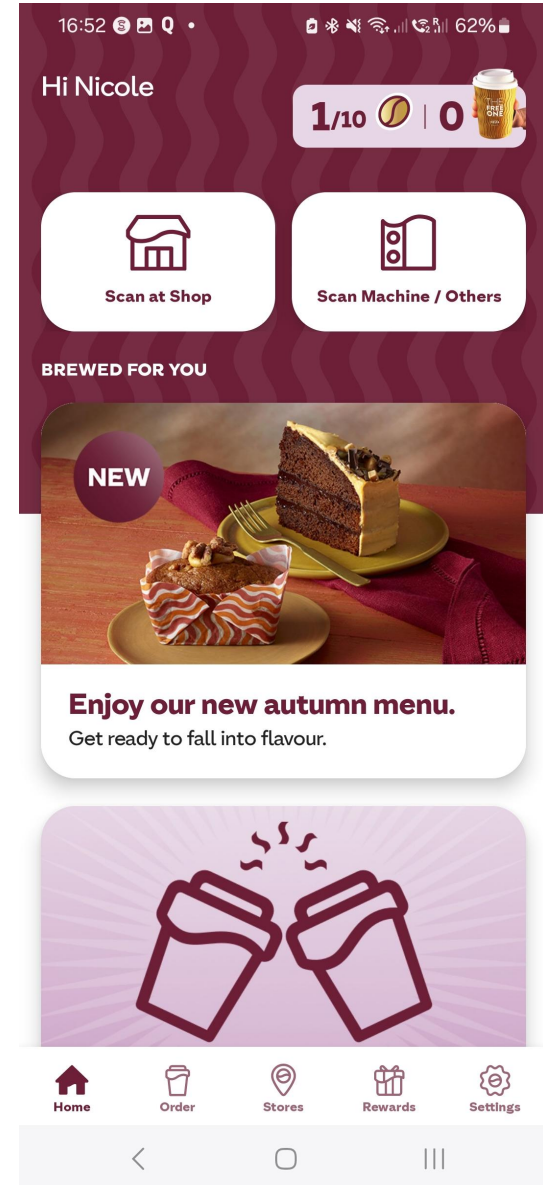 16:52
62%
Hi Nicole
1/10 | 0
THE
FREE
ONE
Scan at Shop
Scan Machine / Others
BREWED FOR YOU
NEW
Enjoy our new autumn menu.
Get ready to fall into flavour.
Home
Order
Stores
Rewards
Settings